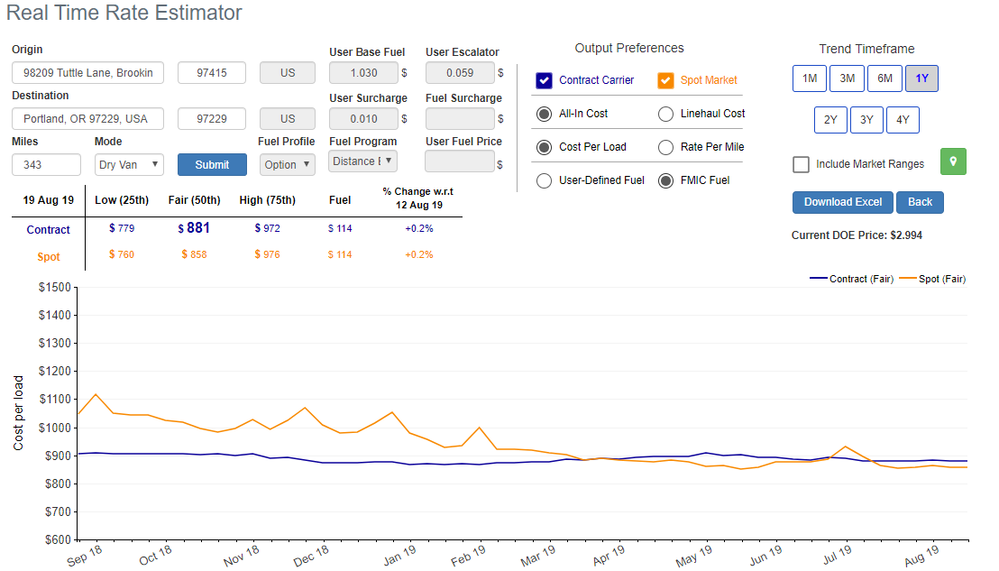 Real Time Rate Estimator
Origin
User Base Fuel
User Escalator
98209 Tuttle Lane, Brookin
97415
US
1.030
$
0.059
$
Destination
User Surcharge
Fuel Surcharge
Portland, OR 97229, USA
97229
US
0.010
$
$
Miles
Mode
Fuel Profile
Fuel Program
User Fuel Price
343
Dry Van
Submit
Option
Distance
$
19 Aug 19
Low (25th)
Fair (50th)
High (75th)
Fuel
% Change w.r.t
12 Aug 19
Contract
$ 779
$ 881
$ 972
$ 114
+0.2%
Spot
$ 760
$ 858
$ 976
$ 114
+0.2%
Output Preferences
Contract Carrier
Spot Market
All-In Cost
Linehaul Cost
Cost Per Load
Rate Per Mile
User-Defined Fuel
FMIC Fuel
Trend Timeframe
1M
3M
6M
1Y
2Y
3Y
4Y
Include Market Ranges
Download Excel
Back
Current DOE Price: $2.994
Contract (Fair)
Spot (Fair)
Cost per load
$1500
$1400
$1300
$1200
$1100
$1000
$900
$800
$700
$600
Sep 18
Oct 18
Nov 18
Dec 18
Jan 19
Feb 19
Mar 19
Apr 19
May 19
Jun 19
Jul 19
Aug 19